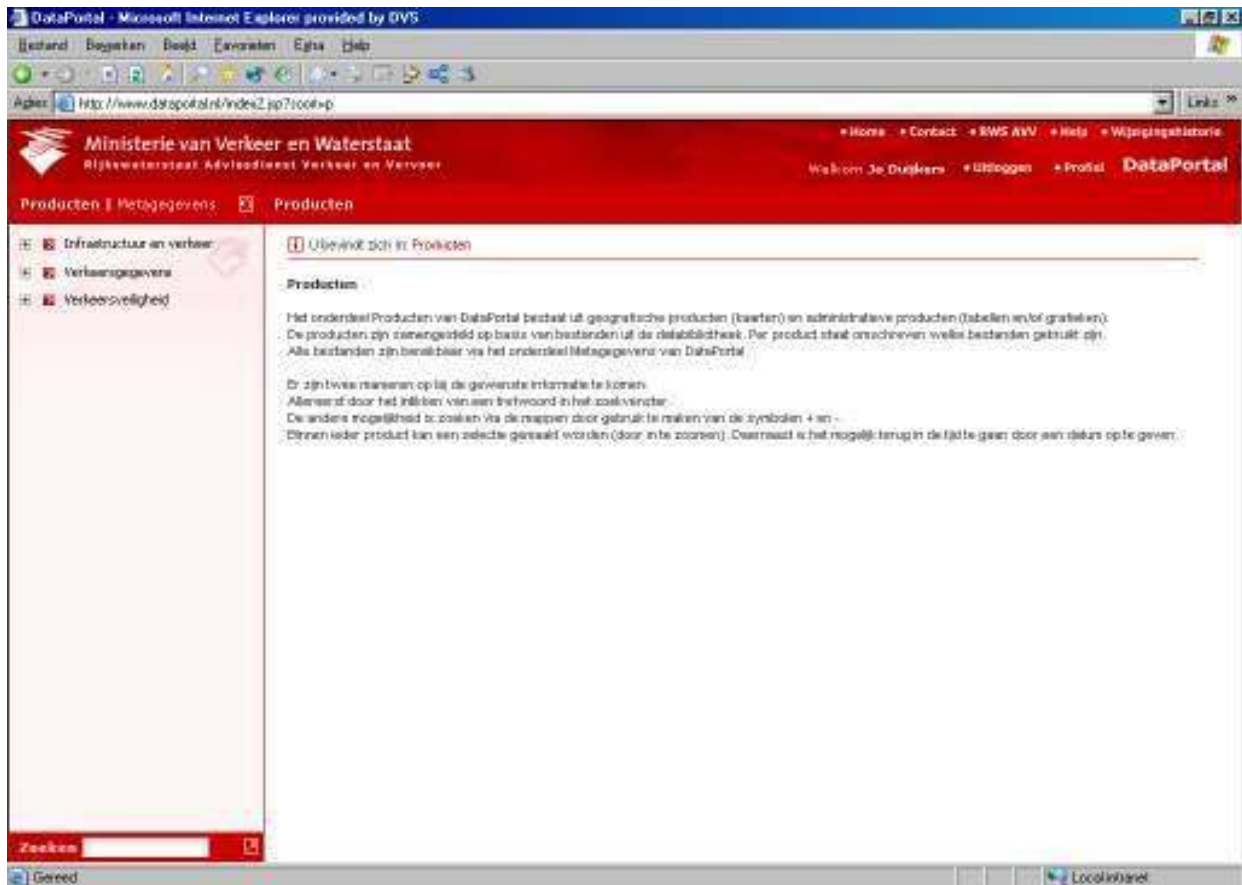 DataPortal - Microsoft Internet Explorer provided by DVS
Bestand Bewerken Beeld Favorieten Extra Help
Adres http://www.dataportal.nl/index2.jsp?soort=p Links »
Ministerie van Verkeer en Waterstaat
• Home • Contact • RWS AVV • Help • Wijzigingshistorie
Rijkswaterstaat Adviesdienst Verkeer en Vervoer
Welkom Jo Duijkers • Uitloggen • Profiel DataPortal
Producten | Metagegevens Producten
Infrastructuur en verkeer
Verkeersgegevens
Verkeersveiligheid
U bevindt zich in: Producten
Producten
Het onderdeel Producten van DataPortal bestaat uit geografische producten (kaarten) en administratieve producten (tabellen en/of grafieken).
De producten zijn samengesteld op basis van bestanden uit de databibliotheek. Per product staat omschreven welke bestanden gebruikt zijn.
Alle bestanden zijn bereikbaar via het onderdeel Metagegevens van DataPortal
Er zijn twee manieren op bij de gewenste informatie te komen.
Allereerst door het intikken van een trefwoord in het zoekvenster
De andere mogelijkheid is zoeken via de mappen door gebruik te maken van de symbolen + en -
Binnen ieder product kan een selectie gemaakt worden (door in te zoomen). Daarnaast is het mogelijk terug in de tijd te gaan door een datum op te geven.
Zoeken
Gereed
Local intranet